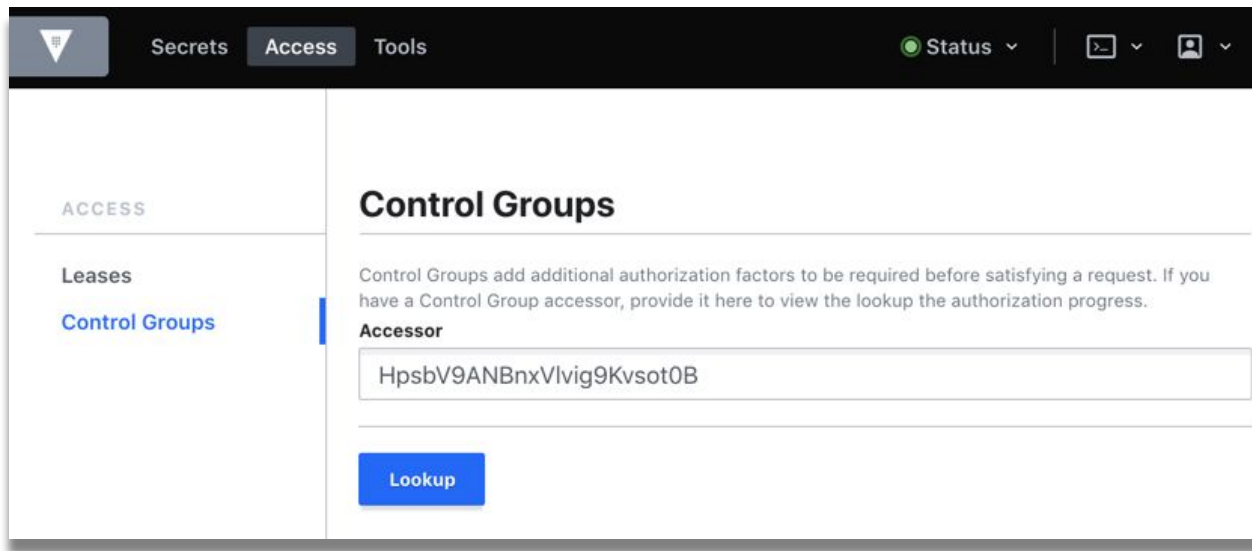 Secrets Access Tools Status
ACCESS
Leases
Control Groups
Control Groups
Control Groups add additional authorization factors to be required before satisfying a request. If you
have a Control Group accessor, provide it here to view the lookup the authorization progress.
Accessor
HpsbV9ANBnxVlvig9Kvsot0B
Lookup